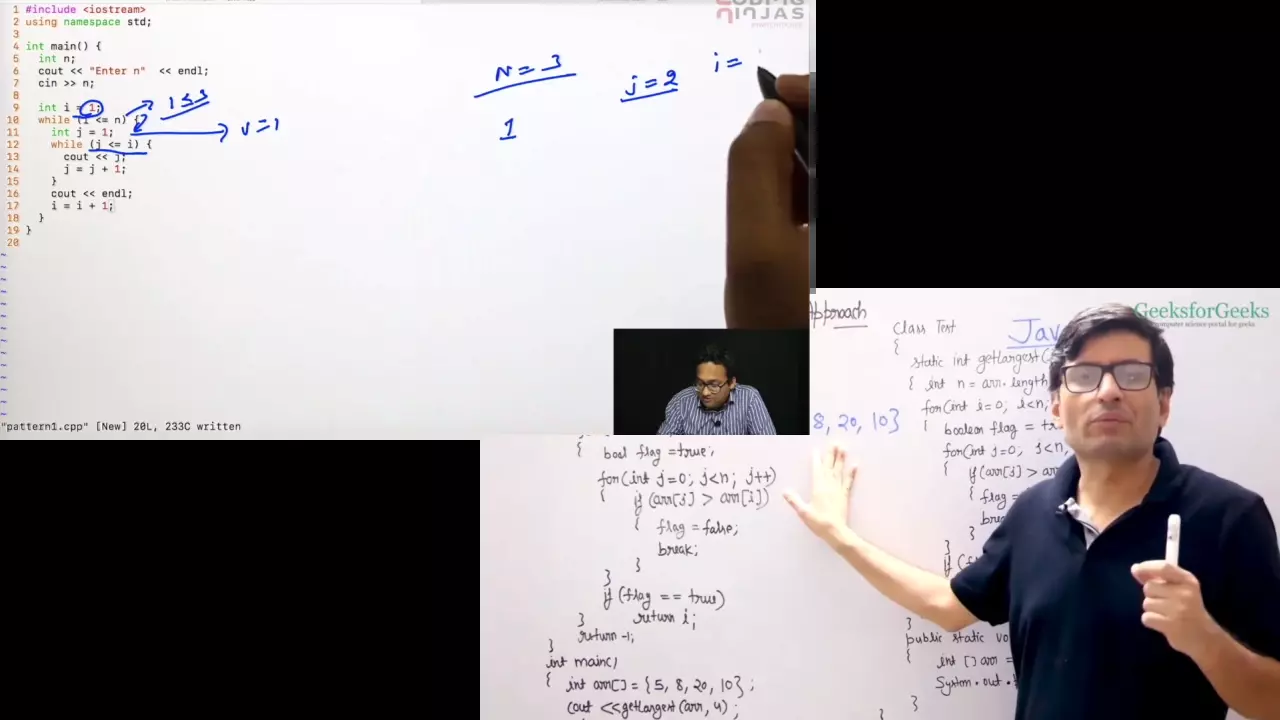 1 #include <iostream>
2 using namespace std;
3
4 int main() {
5 int n;
6 cout << "Enter n" << endl;
7 cin >> n;
8
9 int i = 1;
10 while (i <= n) {
11 int j = 1;
12 while (j <= i) {
13 cout << j;
14 j = j + 1;
15 }
16 cout << endl;
17 i = i + 1;
18 }
19 }
20
~
~
~
~
~
~
~
~
~
~
~
~
~
~
"pattern1.cpp" [New] 20L, 233C written
1 ≤ 3
v = 1
N = 3
1
j = 2
i =
CODING
NINJAS
Approach
8, 20, 10}
GeeksforGeeks
computer science portal for geeks
Class Test
Jav
{
static int getLargest(
{ int n = arr.length
for(int i=0; i<n;
{ boolean flag = tr
for(int j=0; j<n,
{ if(arr[j] > arr
{ flag =
brea
}
}
if (f
}
public static vo
{
int [] arr =
System.out.
}
}
{ bool flag = true;
for(int j=0; j<n; j++)
{ if (arr[j] > arr[i])
{ flag = false;
break;
}
}
if (flag == true)
return i;
}
return -1;
}
int main()
{ int arr[] = {5, 8, 20, 10};
cout <<getLargest(arr, 4);